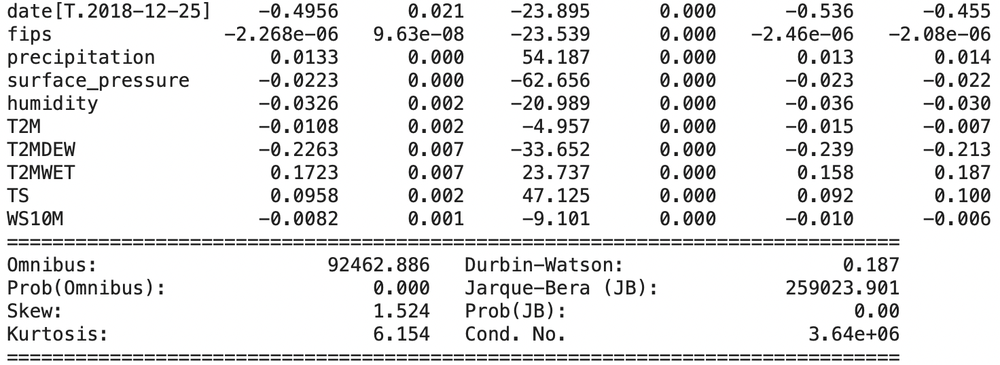 date[T.2018-12-25] -0.4956 0.021 -23.895 0.000 -0.536 -0.455
fips -2.268e-06 9.63e-08 -23.539 0.000 -2.46e-06 -2.08e-06
precipitation 0.0133 0.000 54.187 0.000 0.013 0.014
surface_pressure -0.0223 0.000 -62.656 0.000 -0.023 -0.022
humidity -0.0326 0.002 -20.989 0.000 -0.036 -0.030
T2M -0.0108 0.002 -4.957 0.000 -0.015 -0.007
T2MDEW -0.2263 0.007 -33.652 0.000 -0.239 -0.213
T2MWET 0.1723 0.007 23.737 0.000 0.158 0.187
TS 0.0958 0.002 47.125 0.000 0.092 0.100
WS10M -0.0082 0.001 -9.101 0.000 -0.010 -0.006
==============================================================================
Omnibus: 92462.886 Durbin-Watson: 0.187
Prob(Omnibus): 0.000 Jarque-Bera (JB): 259023.901
Skew: 1.524 Prob(JB): 0.00
Kurtosis: 6.154 Cond. No. 3.64e+06
==============================================================================